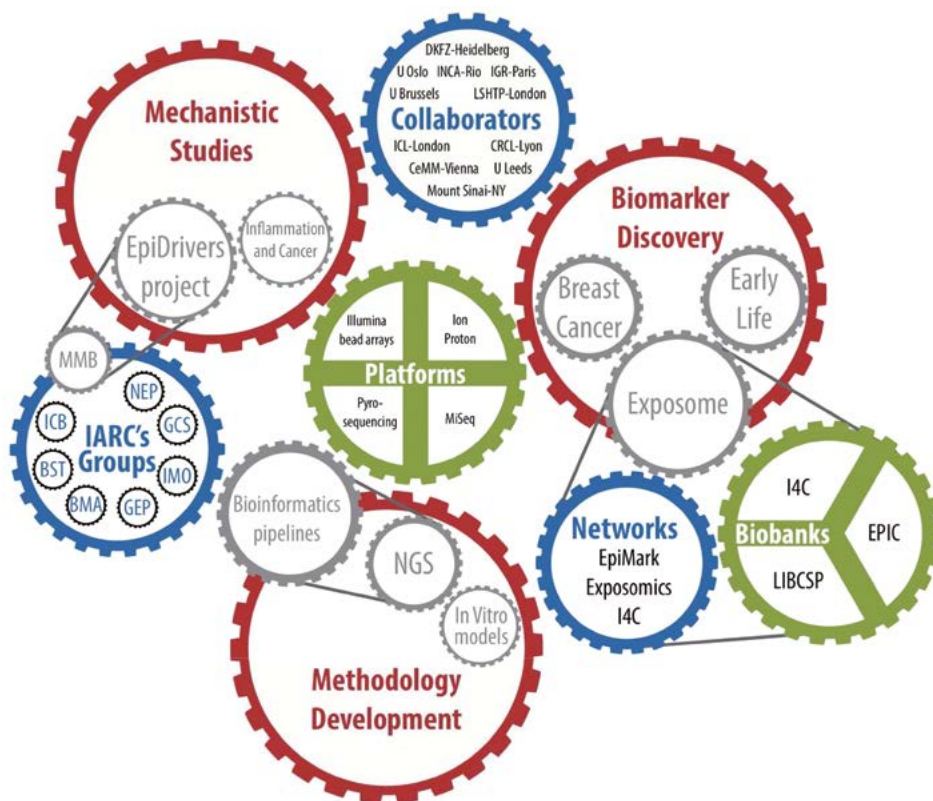 Mechanistic
Studies
EpiDrivers
project
Inflammation
and Cancer
DKFZ-Heidelberg
U Oslo INCA-Rio IGR-Paris
U Brussels LSHTP-London
Collaborators
ICL-London CRCL-Lyon
CeMM-Vienna U Leeds
Mount Sinai-NY
Biomarker
Discovery
Breast
Cancer
Early
Life
Exposome
Illumina
bead arrays
Ion
Proton
Platforms
Pyro-
sequencing
MiSeq
MMB
NEP
ICB
GCS
IARC's
Groups
BST
IMO
BMA
GEP
Bioinformatics
pipelines
NGS
In Vitro
models
Methodology
Development
Networks
EpiMark
Exposomics
I4C
I4C
Biobanks
EPIC
LIBCSP